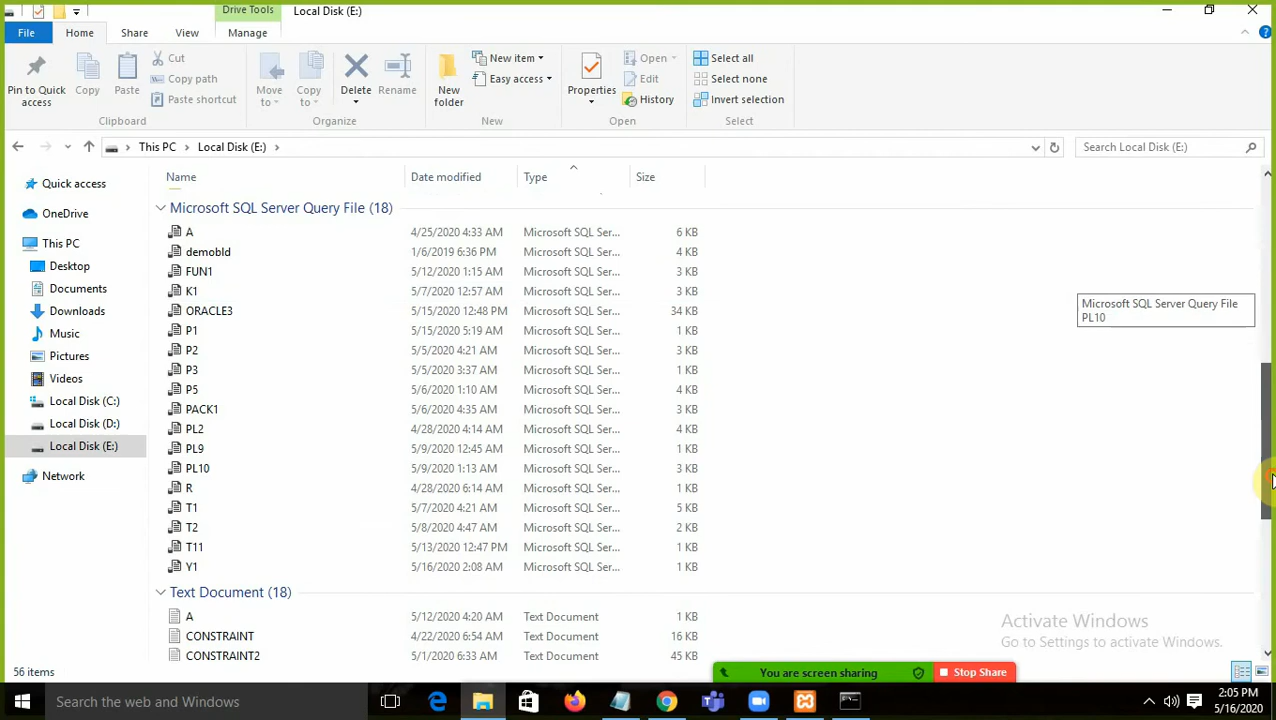 Drive Tools
Local Disk (E:)
File
Home
Share
View
Manage
Pin to Quick access
Copy
Paste
Cut
Copy path
Paste shortcut
Clipboard
Move to
Copy to
Delete
Rename
Organize
New folder
New item
Easy access
New
Properties
Open
Edit
History
Open
Select all
Select none
Invert selection
Select
This PC
Local Disk (E:)
Search Local Disk (E:)
Quick access
OneDrive
This PC
Desktop
Documents
Downloads
Music
Pictures
Videos
Local Disk (C:)
Local Disk (D:)
Local Disk (E:)
Network
Name Date modified Type Size
Microsoft SQL Server Query File (18)
A 4/25/2020 4:33 AM Microsoft SQL Ser... 6 KB
demobld 1/6/2019 6:36 PM Microsoft SQL Ser... 4 KB
FUN1 5/12/2020 1:15 AM Microsoft SQL Ser... 3 KB
K1 5/7/2020 12:57 AM Microsoft SQL Ser... 3 KB
ORACLE3 5/15/2020 12:48 PM Microsoft SQL Ser... 34 KB
P1 5/15/2020 5:19 AM Microsoft SQL Ser... 1 KB
P2 5/5/2020 4:21 AM Microsoft SQL Ser... 3 KB
P3 5/5/2020 3:37 AM Microsoft SQL Ser... 1 KB
P5 5/6/2020 1:10 AM Microsoft SQL Ser... 4 KB
PACK1 5/6/2020 4:35 AM Microsoft SQL Ser... 3 KB
PL2 4/28/2020 4:14 AM Microsoft SQL Ser... 4 KB
PL9 5/9/2020 12:45 AM Microsoft SQL Ser... 1 KB
PL10 5/9/2020 1:13 AM Microsoft SQL Ser... 3 KB
R 4/28/2020 6:14 AM Microsoft SQL Ser... 1 KB
T1 5/7/2020 4:21 AM Microsoft SQL Ser... 5 KB
T2 5/8/2020 4:47 AM Microsoft SQL Ser... 2 KB
T11 5/13/2020 12:47 PM Microsoft SQL Ser... 1 KB
Y1 5/16/2020 2:08 AM Microsoft SQL Ser... 1 KB
Text Document (18)
A 5/12/2020 4:20 AM Text Document 1 KB
CONSTRAINT 4/22/2020 6:54 AM Text Document 16 KB
CONSTRAINT2 5/1/2020 6:33 AM Text Document 45 KB
Microsoft SQL Server Query File
PL10
Activate Windows
Go to Settings to activate Windows.
56 items
You are screen sharing
Stop Share
Search the web and Windows
2:05 PM
5/16/2020